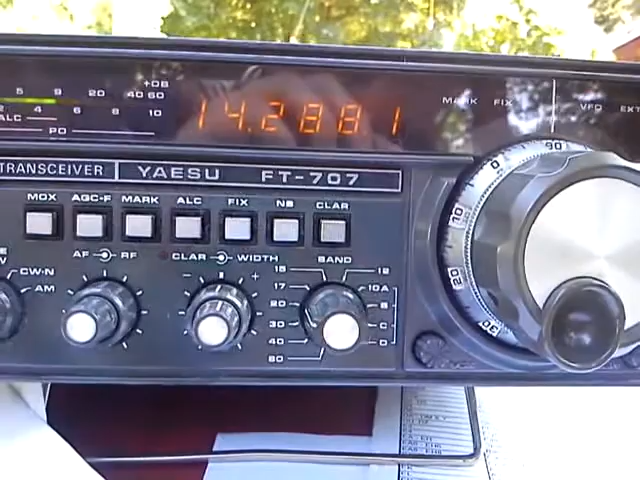 5 9 20 40 60 +DB
2 4 6 8 10
ALC PO
14.2881
MARK FIX VFO EXT
TRANSCEIVER YAESU FT-707
MOX AGC-F MARK ALC FIX NB CLAR
AF RF CLAR WIDTH BAND
CW-N
AM
- +
15 12
17 10A
20 B
30 C
40 D
80
90 0 10 20 30